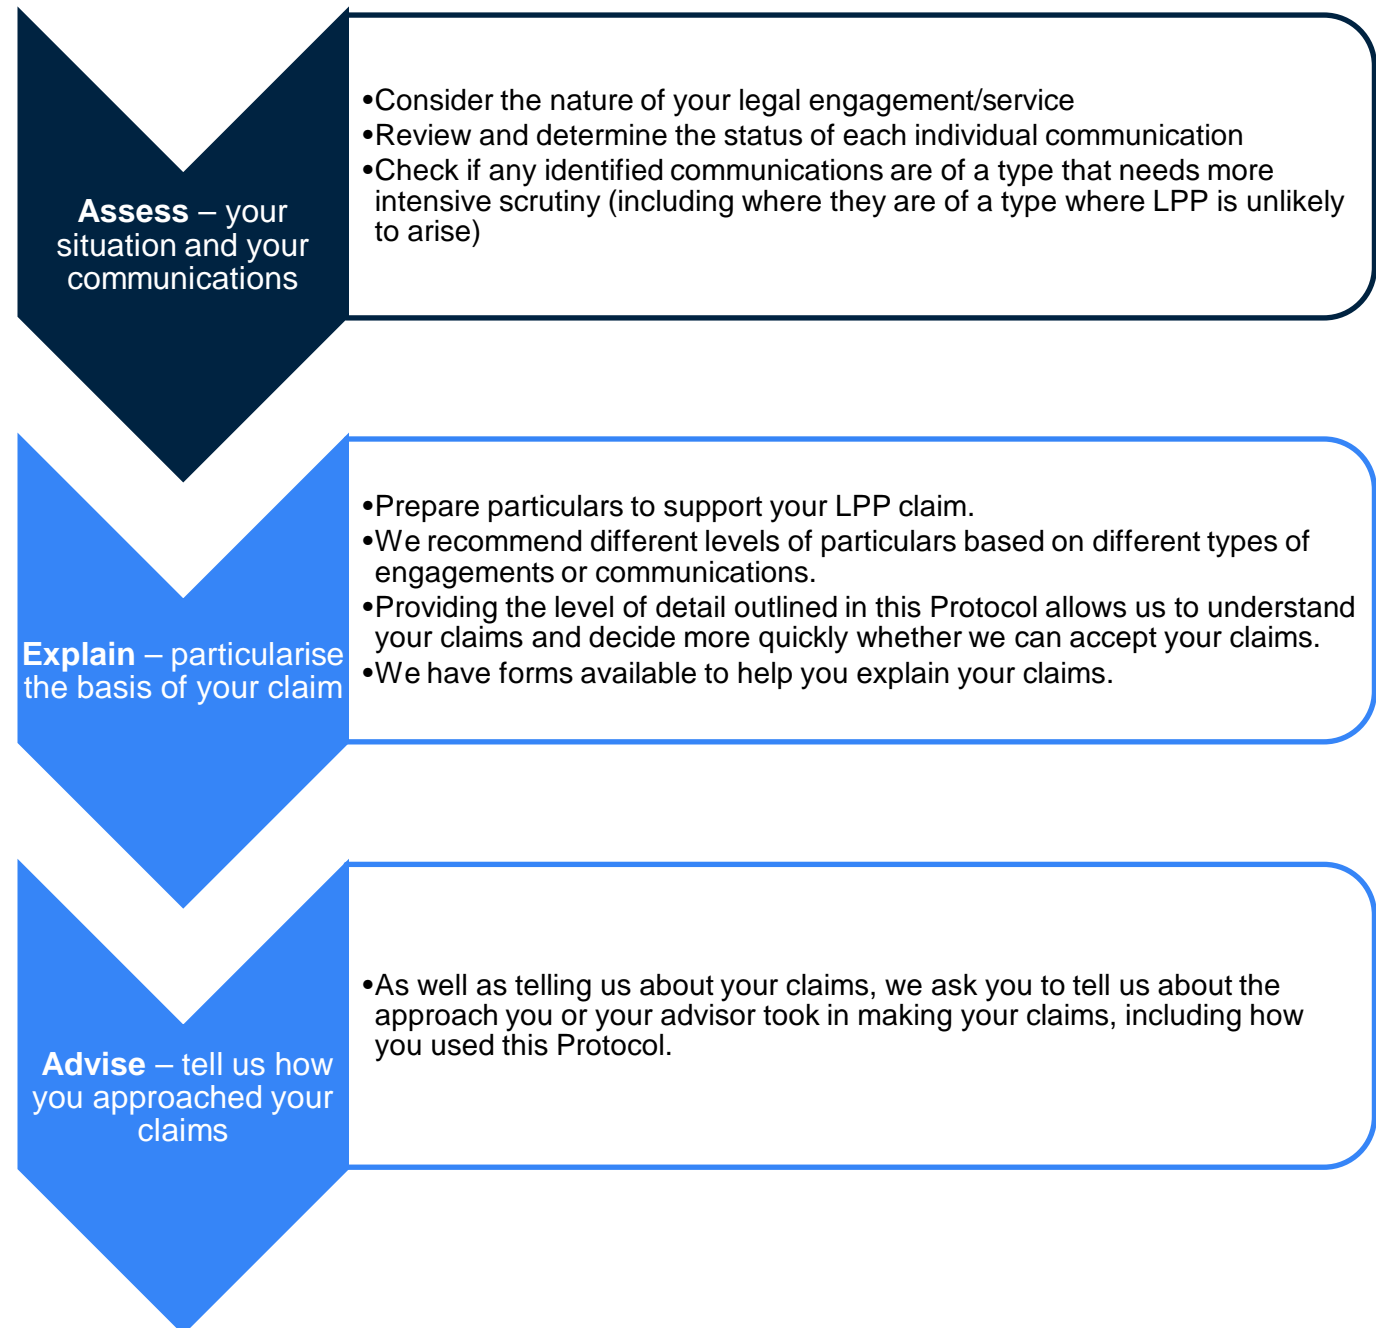 Assess – your
situation and your
communications
•Consider the nature of your legal engagement/service
•Review and determine the status of each individual communication
•Check if any identified communications are of a type that needs more
intensive scrutiny (including where they are of a type where LPP is unlikely
to arise)
Explain – particularise
the basis of your claim
•Prepare particulars to support your LPP claim.
•We recommend different levels of particulars based on different types of
engagements or communications.
•Providing the level of detail outlined in this Protocol allows us to understand
your claims and decide more quickly whether we can accept your claims.
•We have forms available to help you explain your claims.
Advise – tell us how
you approached your
claims
•As well as telling us about your claims, we ask you to tell us about the
approach you or your advisor took in making your claims, including how
you used this Protocol.